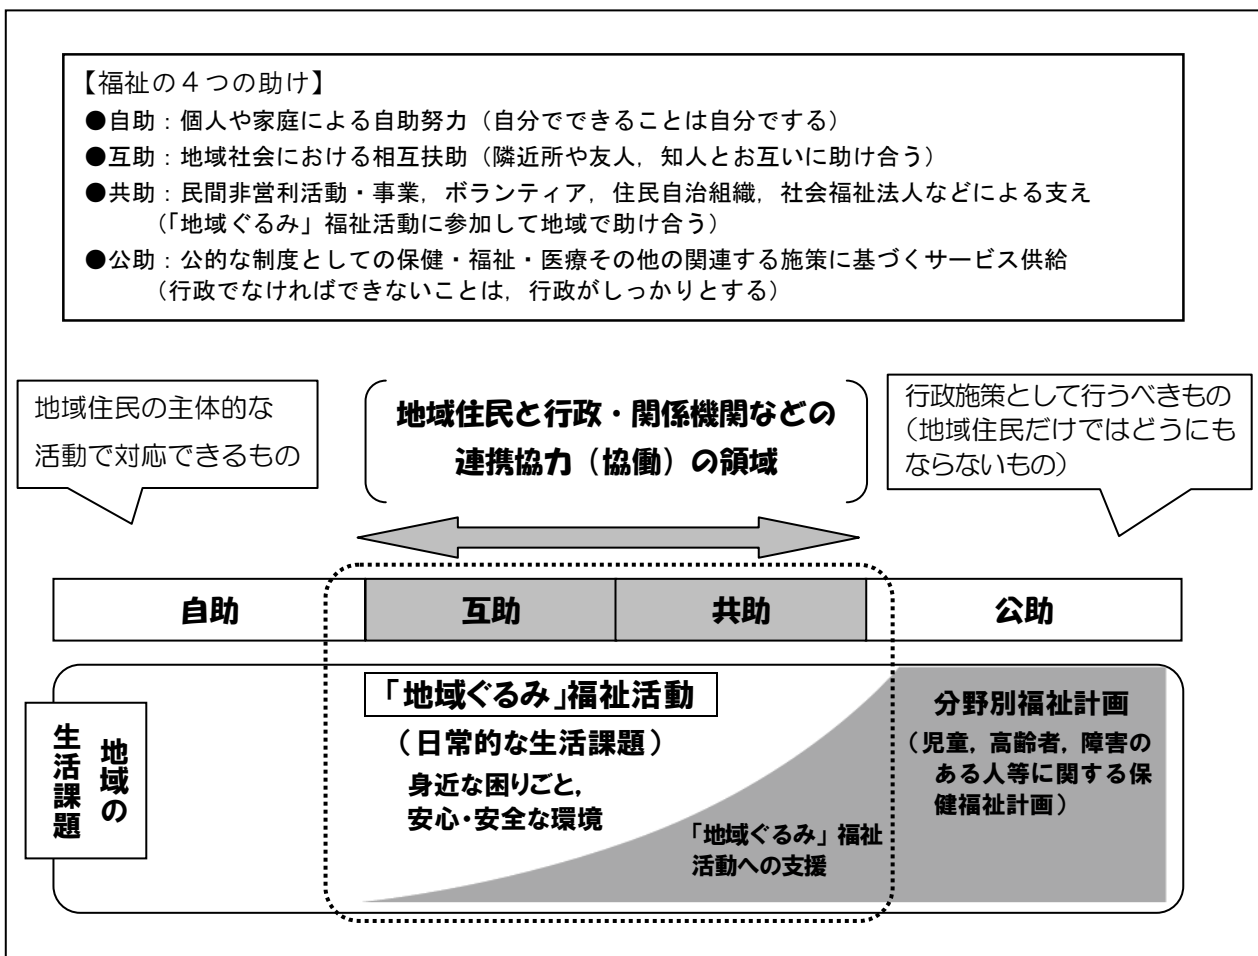 【福祉の４つの助け】
●自助：個人や家庭による自助努力（自分でできることは自分でする）
●互助：地域社会における相互扶助（隣近所や友人，知人とお互いに助け合う）
●共助：民間非営利活動・事業，ボランティア，住民自治組織，社会福祉法人などによる支え
（「地域ぐるみ」福祉活動に参加して地域で助け合う）
●公助：公的な制度としての保健・福祉・医療その他の関連する施策に基づくサービス供給
（行政でなければできないことは，行政がしっかりとする）
地域住民の主体的な
活動で対応できるもの
地域住民と行政・関係機関などの
連携協力（協働）の領域
行政施策として行うべきもの
（地域住民だけではどうにも
ならないもの）
自助
互助
共助
公助
地域の
生活課題
「地域ぐるみ」福祉活動
（日常的な生活課題）
身近な困りごと，
安心・安全な環境
「地域ぐるみ」福祉
活動への支援
分野別福祉計画
（児童，高齢者，障害の
ある人等に関する保
健福祉計画）